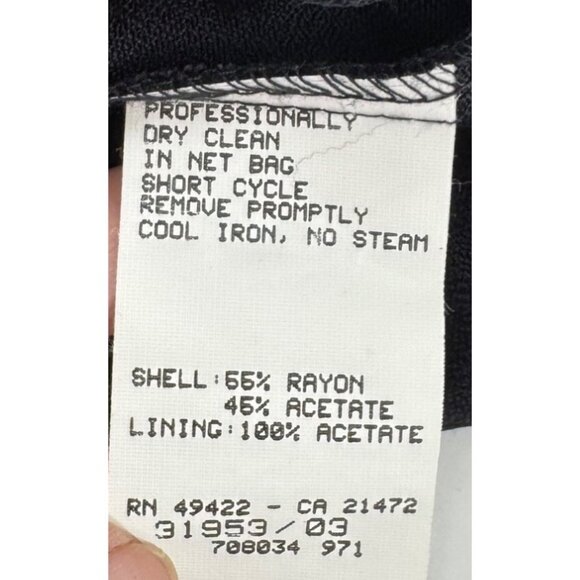 PROFESSIONALLY
DRY CLEAN
IN NET BAG
SHORT CYCLE
REMOVE PROMPTLY
COOL IRON, NO STEAM
SHELL: 55% RAYON
45% ACETATE
LINING: 100% ACETATE
RN 49422 - CA 21472
31953/03
708034 971